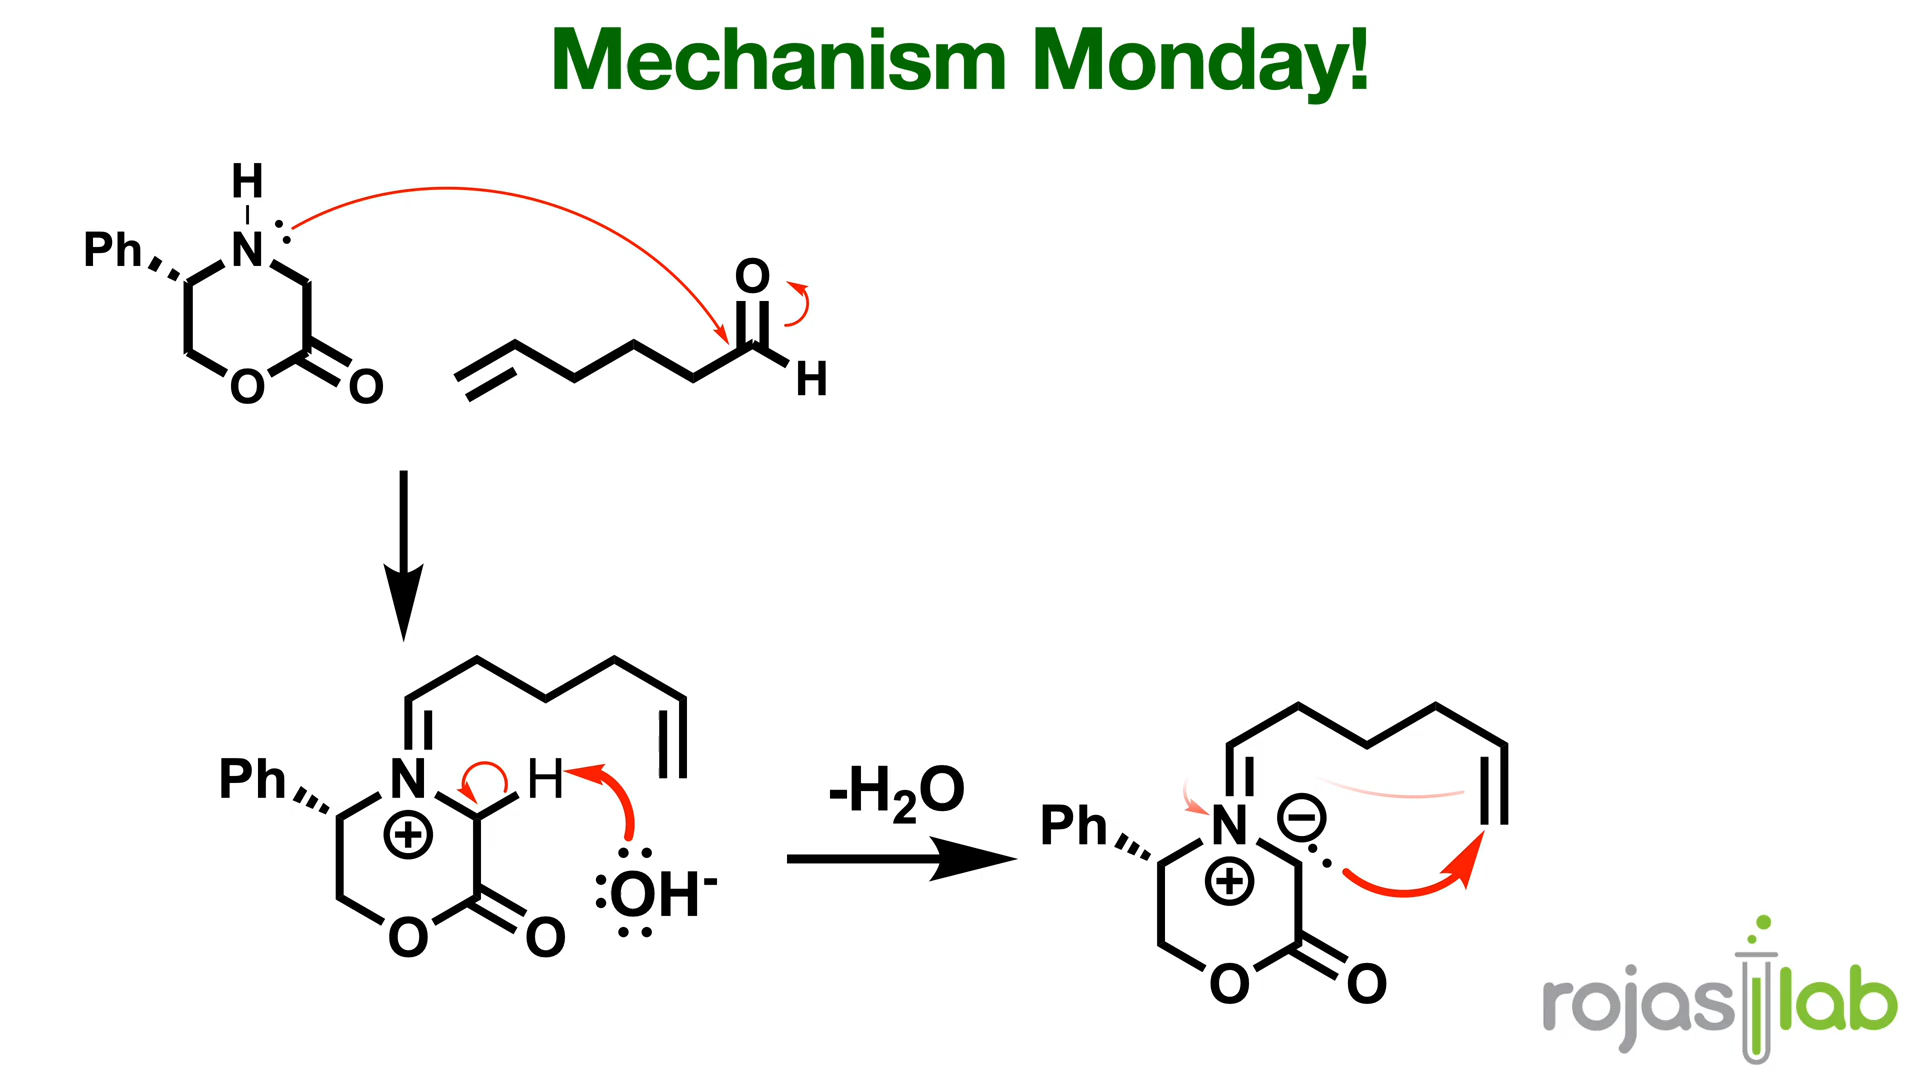 Mechanism Monday!
H
Ph N
O
O O
H
Ph N H
OH-
O O
-H2O
Ph N
O O
rojas lab